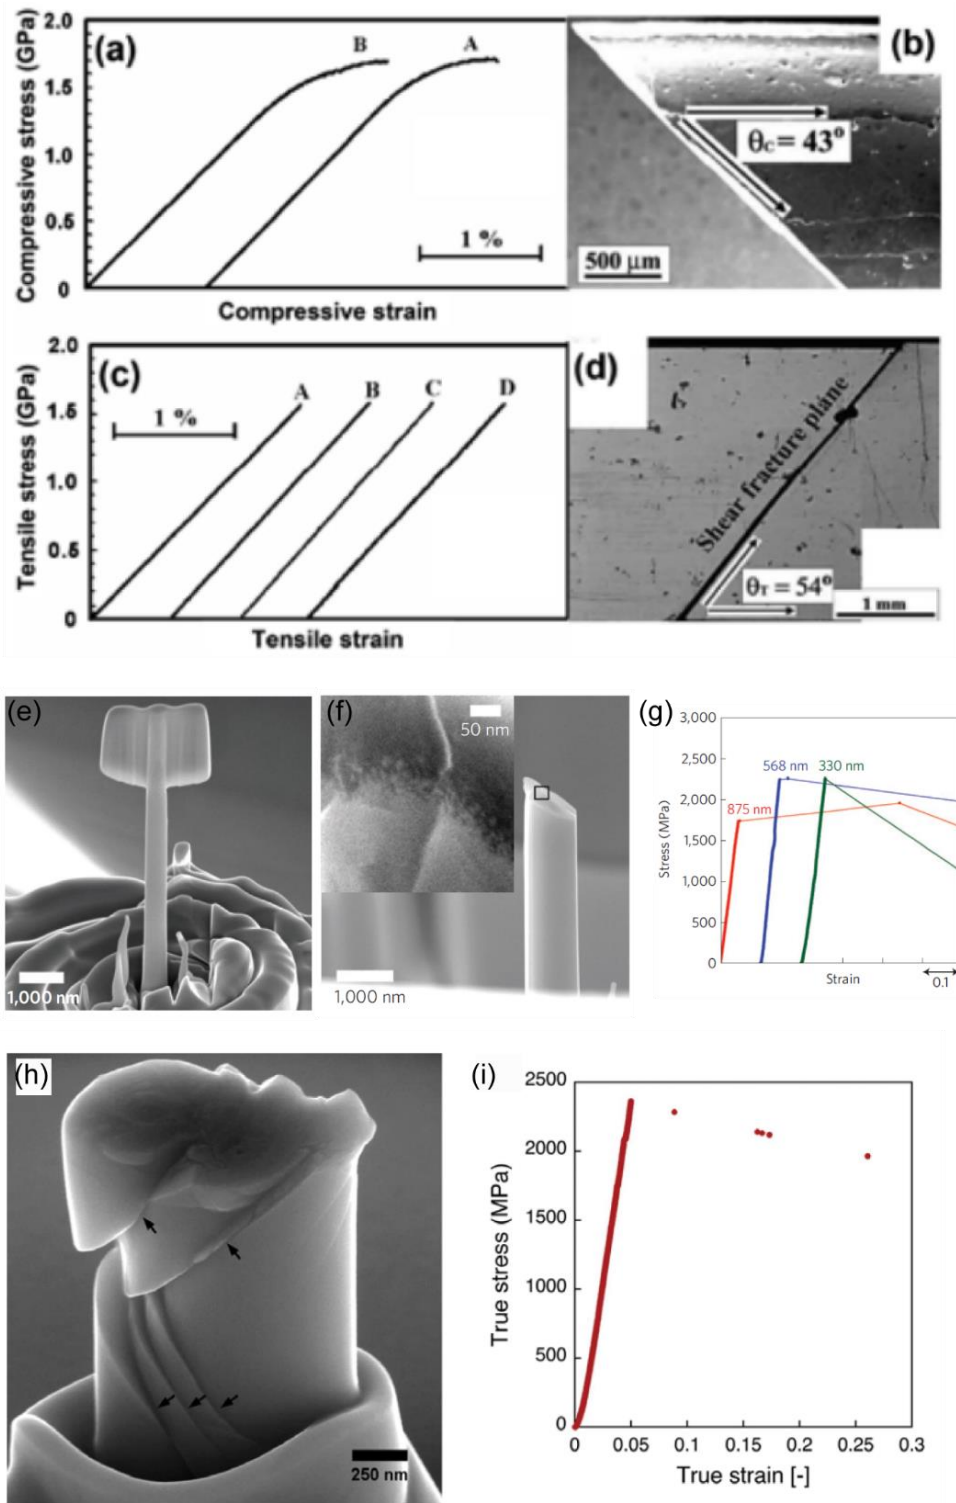 (a)
B
A
Compressive stress (GPa)
2.0
1.5
1.0
0.5
0
1 %
Compressive strain
(b)
θC = 43°
500 μm
(c)
A
B
C
D
Tensile stress (GPa)
2.0
1.5
1.0
0.5
0
1 %
Tensile strain
(d)
Shear fracture plane
θT = 54°
1 mm
(e)
1,000 nm
(f)
50 nm
1,000 nm
(g)
Stress (MPa)
3,000
2,500
2,000
1,500
1,000
500
0
875 nm
568 nm
330 nm
Strain
0.1
(h)
250 nm
(i)
True stress (MPa)
2500
2000
1500
1000
500
0
0
0.05
0.1
0.15
0.2
0.25
0.3
True strain [-]